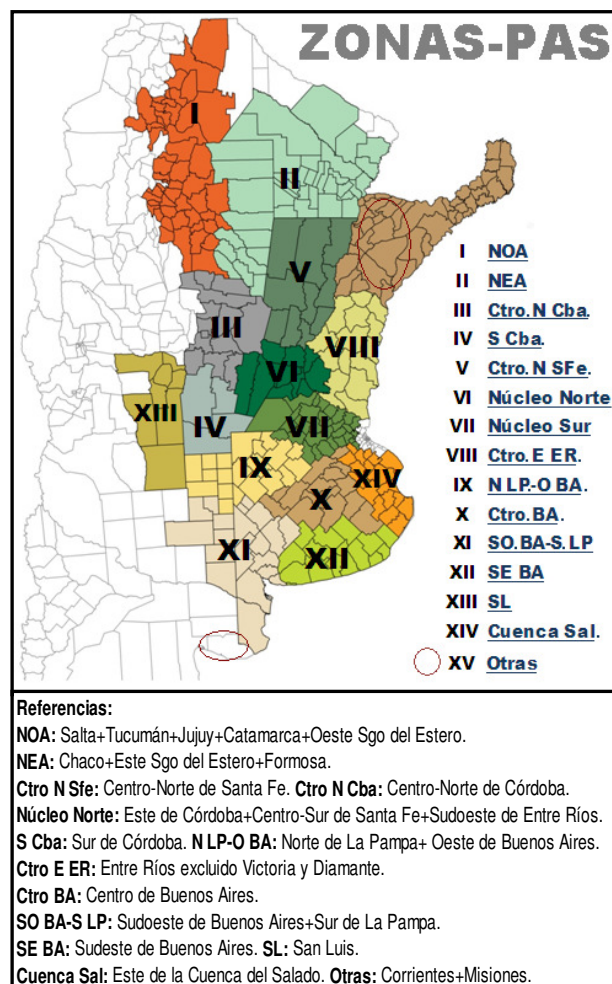 ZONAS-PAS
I
II
V
III
VIII
VI
XIII
IV
VII
IX
XIV
X
XI
XII
I NOA
II NEA
III Ctro.N Cba.
IV S Cba.
V Ctro.N SFe.
VI Núcleo Norte
VII Núcleo Sur
VIII Ctro.E ER.
IX N LP.-O BA.
X Ctro.BA.
XI SO.BA-S.LP
XII SE BA
XIII SL
XIV Cuenca Sal.
XV Otras
Referencias:
NOA: Salta+Tucumán+Jujuy+Catamarca+Oeste Sgo del Estero.
NEA: Chaco+Este Sgo del Estero+Formosa.
Ctro N Sfe: Centro-Norte de Santa Fe. Ctro N Cba: Centro-Norte de Córdoba.
Núcleo Norte: Este de Córdoba+Centro-Sur de Santa Fe+Sudoeste de Entre Ríos.
S Cba: Sur de Córdoba. N LP-O BA: Norte de La Pampa+ Oeste de Buenos Aires.
Ctro E ER: Entre Ríos excluido Victoria y Diamante.
Ctro BA: Centro de Buenos Aires.
SO BA-S LP: Sudoeste de Buenos Aires+Sur de La Pampa.
SE BA: Sudeste de Buenos Aires. SL: San Luis.
Cuenca Sal: Este de la Cuenca del Salado. Otras: Corrientes+Misiones.